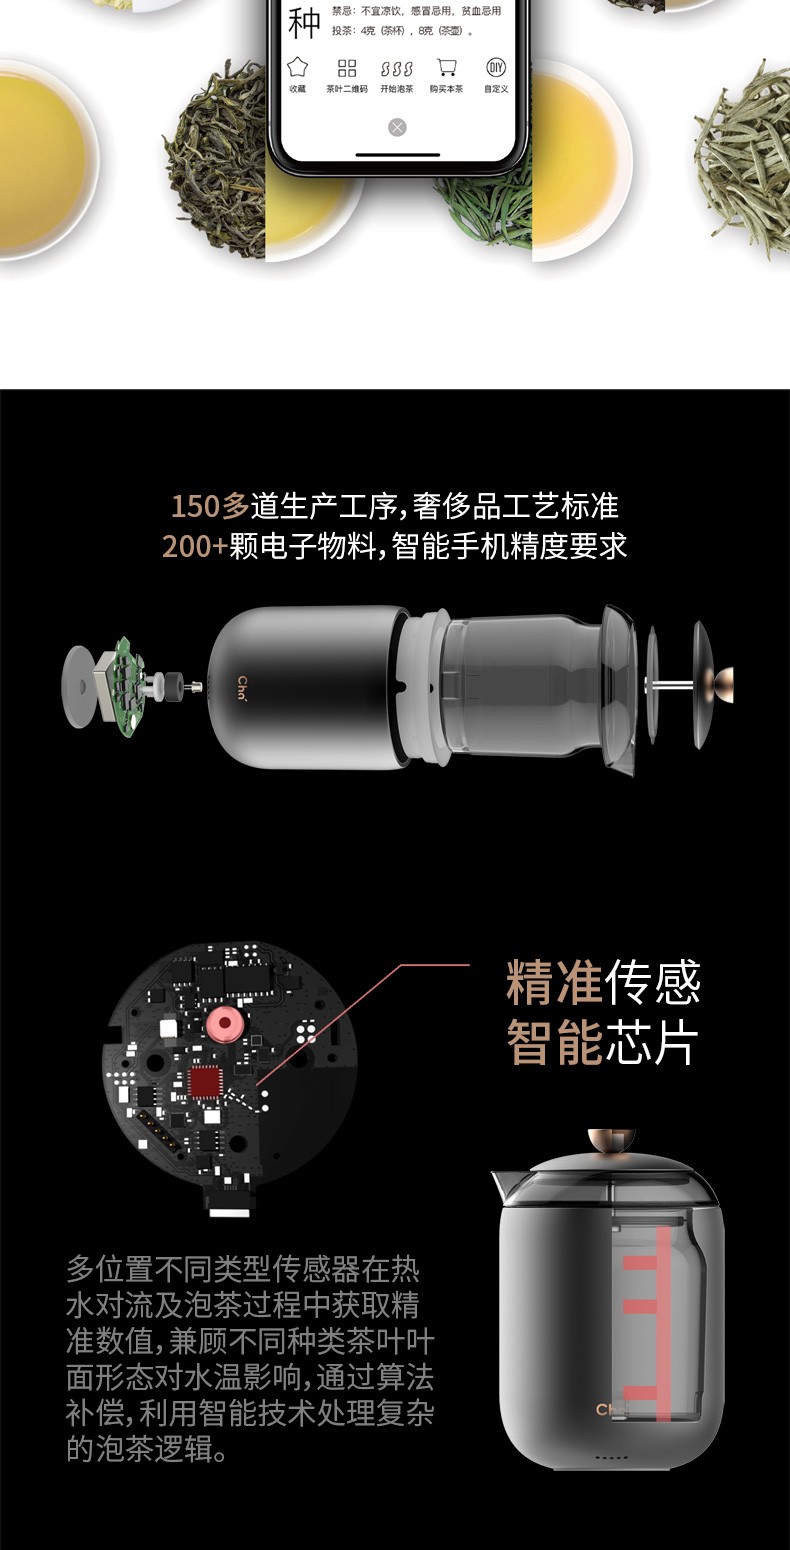 种
禁忌：不宜凉饮，感冒忌用，贫血忌用
投茶：4克（茶杯），8克（茶壶）。
收藏 茶叶二维码 开始泡茶 购买本茶 DIY 自定义
150多道生产工序，奢侈品工艺标准
200+颗电子物料，智能手机精度要求
Cha
精准传感
智能芯片
多位置不同类型传感器在热
水对流及泡茶过程中获取精
准数值，兼顾不同种类茶叶叶
面形态对水温影响，通过算法
补偿，利用智能技术处理复杂
的泡茶逻辑。